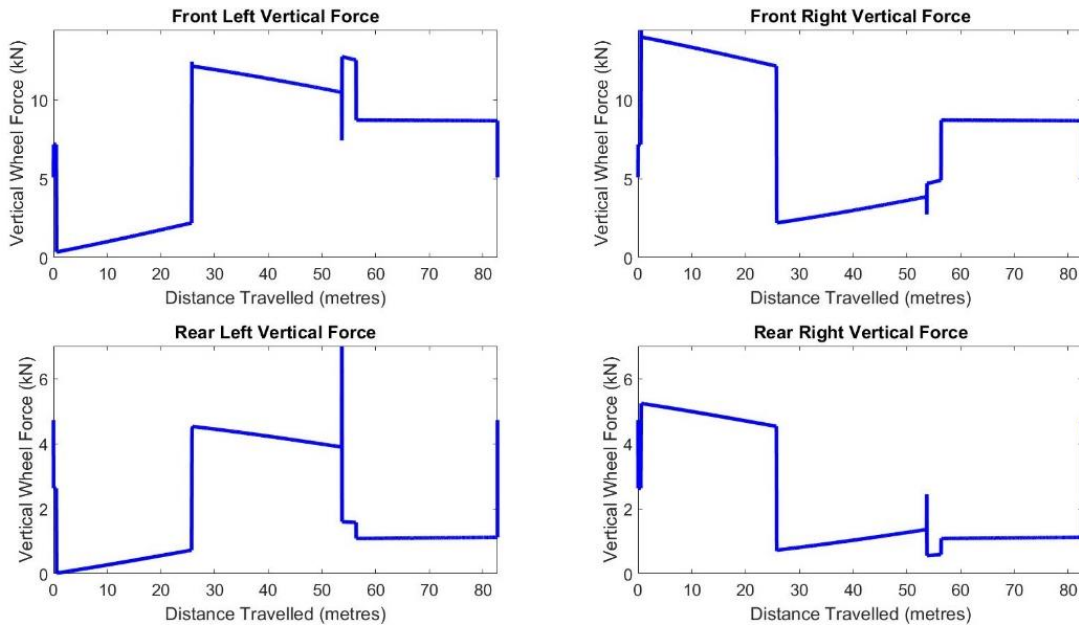 Front Left Vertical Force
Vertical Wheel Force (kN)
10
5
0
0 10 20 30 40 50 60 70 80
Distance Travelled (metres)
Front Right Vertical Force
Vertical Wheel Force (kN)
10
5
0
0 10 20 30 40 50 60 70 80
Distance Travelled (metres)
Rear Left Vertical Force
Vertical Wheel Force (kN)
6
4
2
0
0 10 20 30 40 50 60 70 80
Distance Travelled (metres)
Rear Right Vertical Force
Vertical Wheel Force (kN)
6
4
2
0
0 10 20 30 40 50 60 70 80
Distance Travelled (metres)